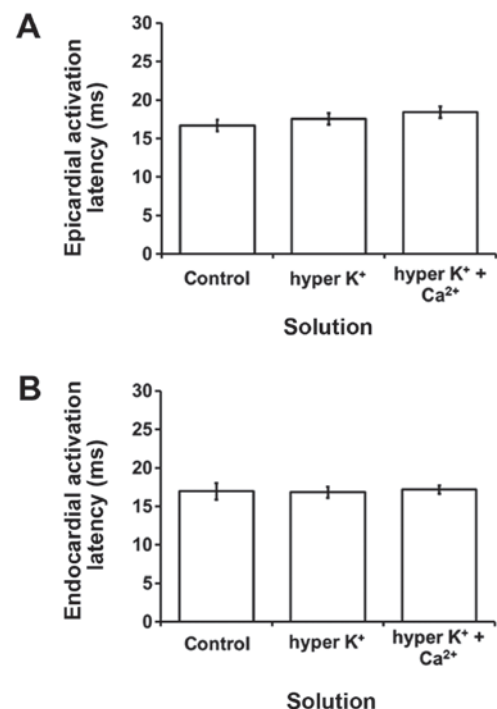 A
Epicardial activation
latency (ms)
30
25
20
15
10
5
0
Control
hyper K⁺
hyper K⁺ +
Ca²⁺
Solution
B
Endocardial activation
latency (ms)
30
25
20
15
10
5
0
Control
hyper K⁺
hyper K⁺ +
Ca²⁺
Solution